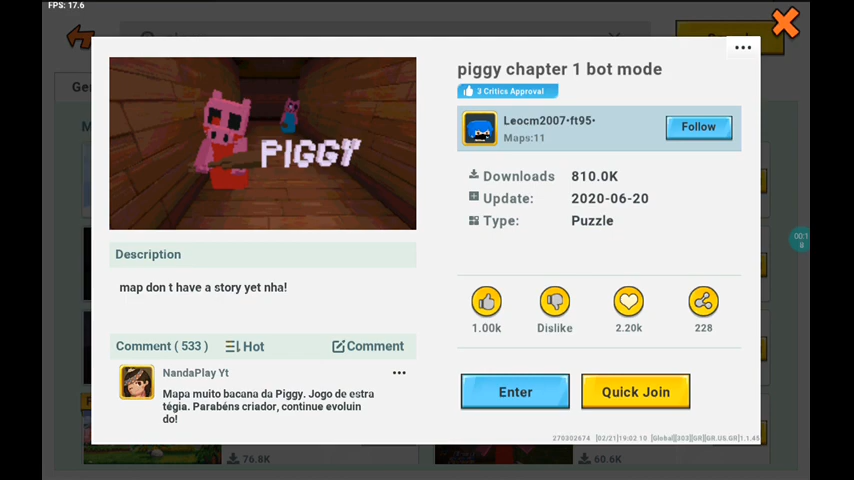 FPS: 17.6
piggy chapter 1 bot mode
3 Critics Approval
PIGGY
Leocm2007•ft95•
Maps:11
Follow
Downloads 810.0K
Update: 2020-06-20
Type: Puzzle
Description
map don t have a story yet nha!
1.00k
Dislike
2.20k
228
Comment ( 533 )
Hot
Comment
NandaPlay Yt
Mapa muito bacana da Piggy. Jogo de estra
tégia. Parabéns criador, continue evoluin
do!
Enter
Quick Join
76.8K
60.6K